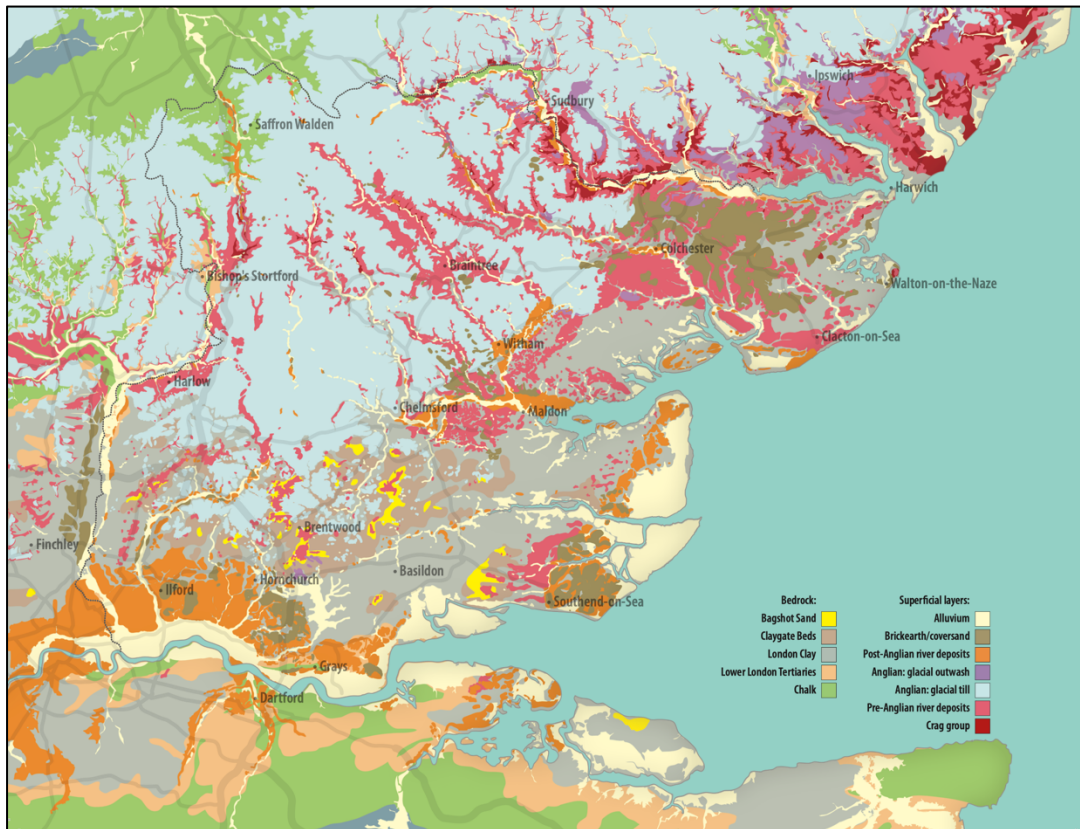 Ipswich
Sudbury
Saffron Walden
Harwich
Colchester
Braintree
Bishop's Stortford
Walton-on-the-Naze
Witham
Clacton-on-Sea
Harlow
Chelmsford
Maldon
Brentwood
Finchley
Hornchurch
Basildon
Ilford
Southend-on-Sea
Grays
Dartford
Bedrock:
Bagshot Sand
Claygate Beds
London Clay
Lower London Tertiaries
Chalk
Superficial layers:
Alluvium
Brickearth/coversand
Post-Anglian river deposits
Anglian: glacial outwash
Anglian: glacial till
Pre-Anglian river deposits
Crag group